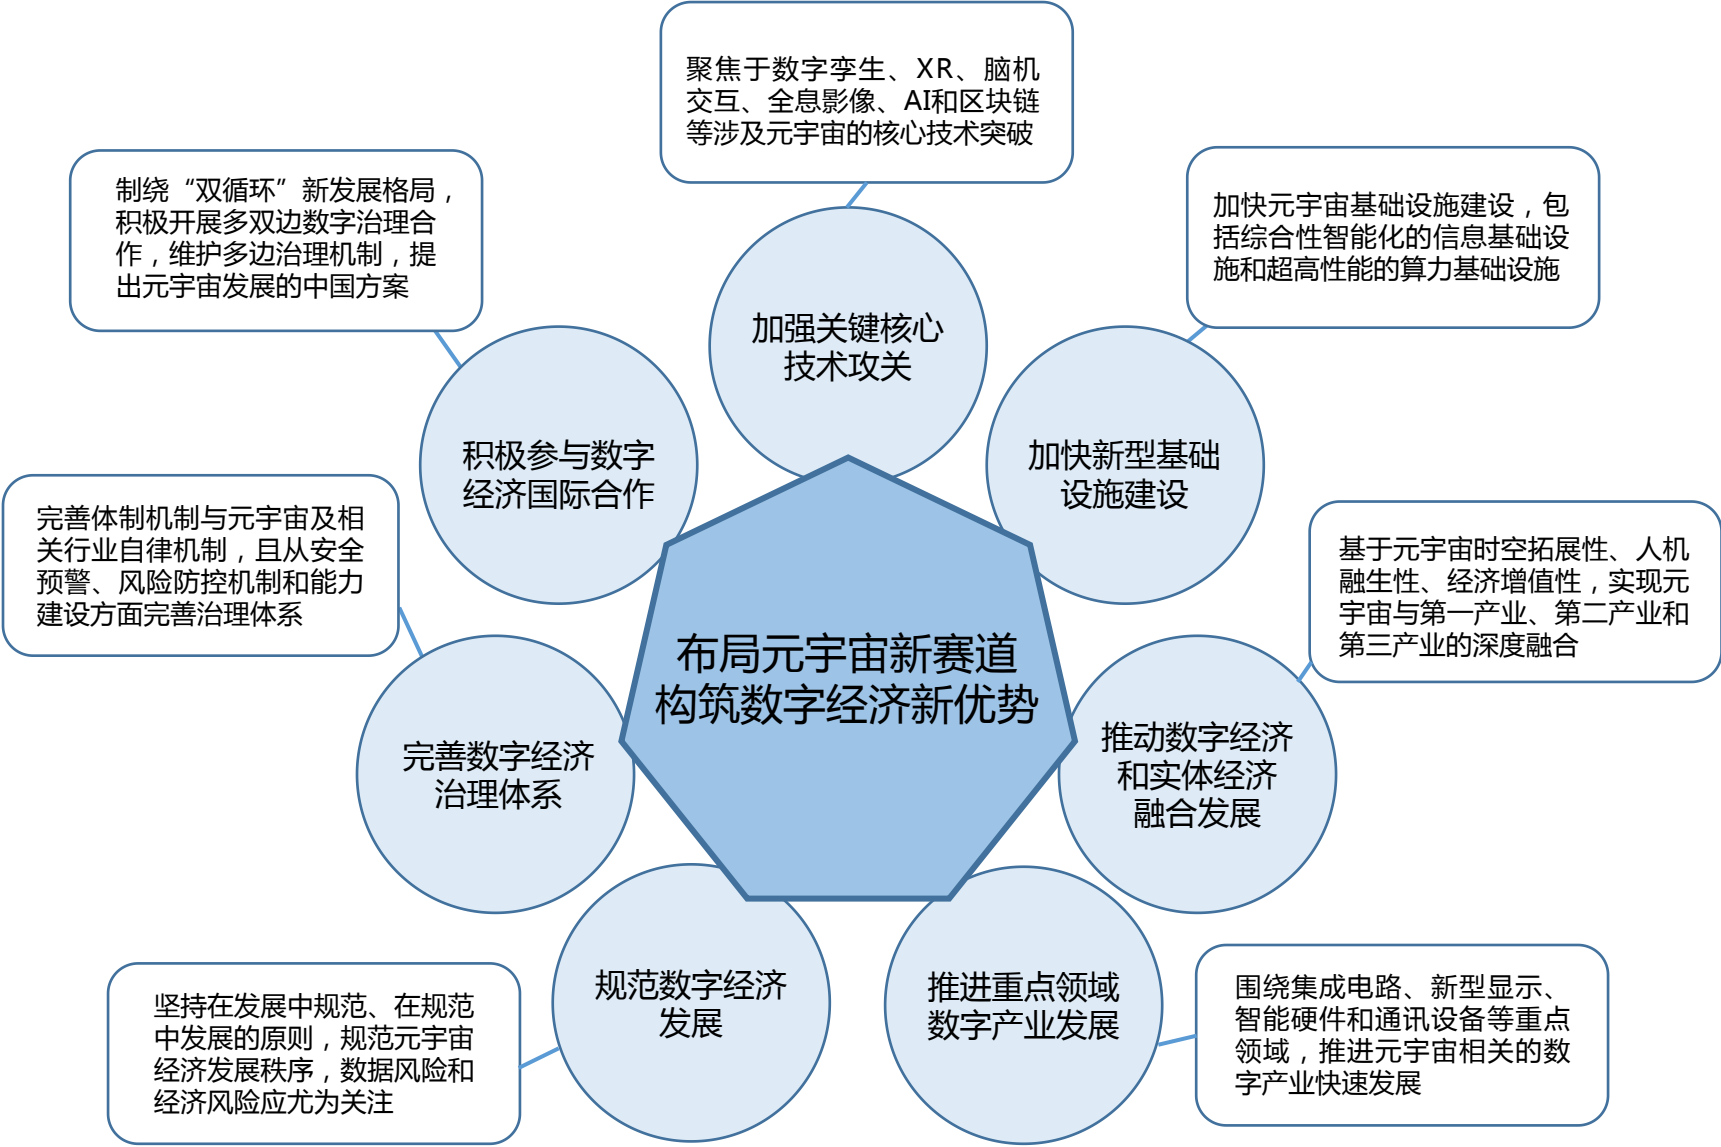 聚焦于数字孪生、XR、脑机
交互、全息影像、AI和区块链
等涉及元宇宙的核心技术突破
加强关键核心
技术攻关
加快元宇宙基础设施建设，包
括综合性智能化的信息基础设
施和超高性能的算力基础设施
加快新型基础
设施建设
基于元宇宙时空拓展性、人机
融生性、经济增值性，实现元
宇宙与第一产业、第二产业和
第三产业的深度融合
推动数字经济
和实体经济
融合发展
围绕集成电路、新型显示、
智能硬件和通讯设备等重点
领域，推进元宇宙相关的数
字产业快速发展
推进重点领域
数字产业发展
坚持在发展中规范、在规范
中发展的原则，规范元宇宙
经济发展秩序，数据风险和
经济风险应尤为关注
规范数字经济
发展
完善体制机制与元宇宙及相
关行业自律机制，且从安全
预警、风险防控机制和能力
建设方面完善治理体系
完善数字经济
治理体系
制绕“双循环”新发展格局，
积极开展多双边数字治理合
作，维护多边治理机制，提
出元宇宙发展的中国方案
积极参与数字
经济国际合作
布局元宇宙新赛道
构筑数字经济新优势